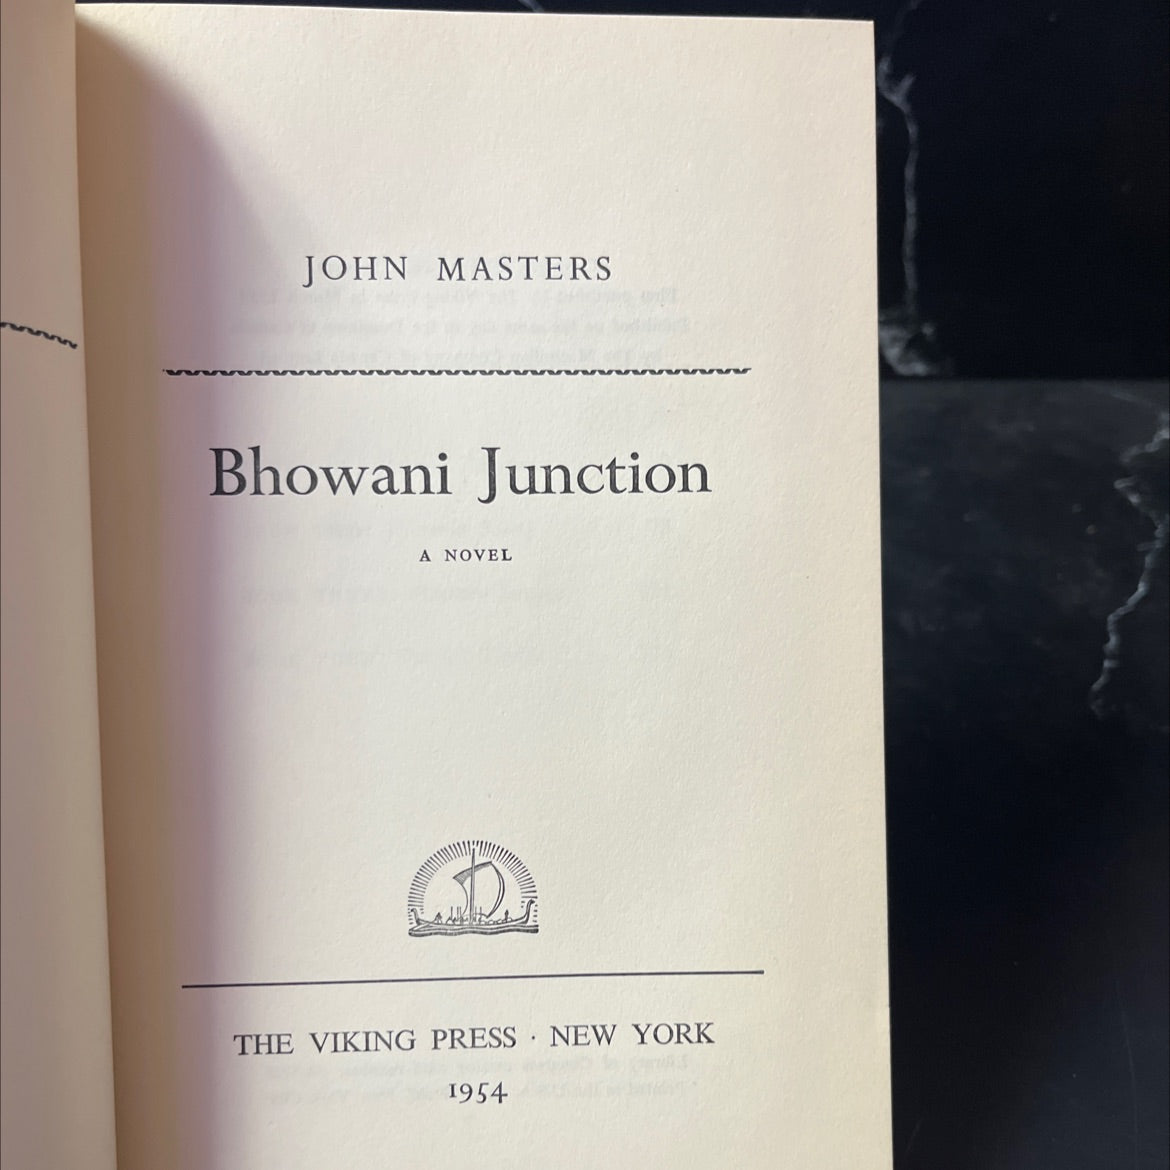 JOHN MASTERS
Bhowani Junction
A NOVEL
THE VIKING PRESS · NEW YORK
1954